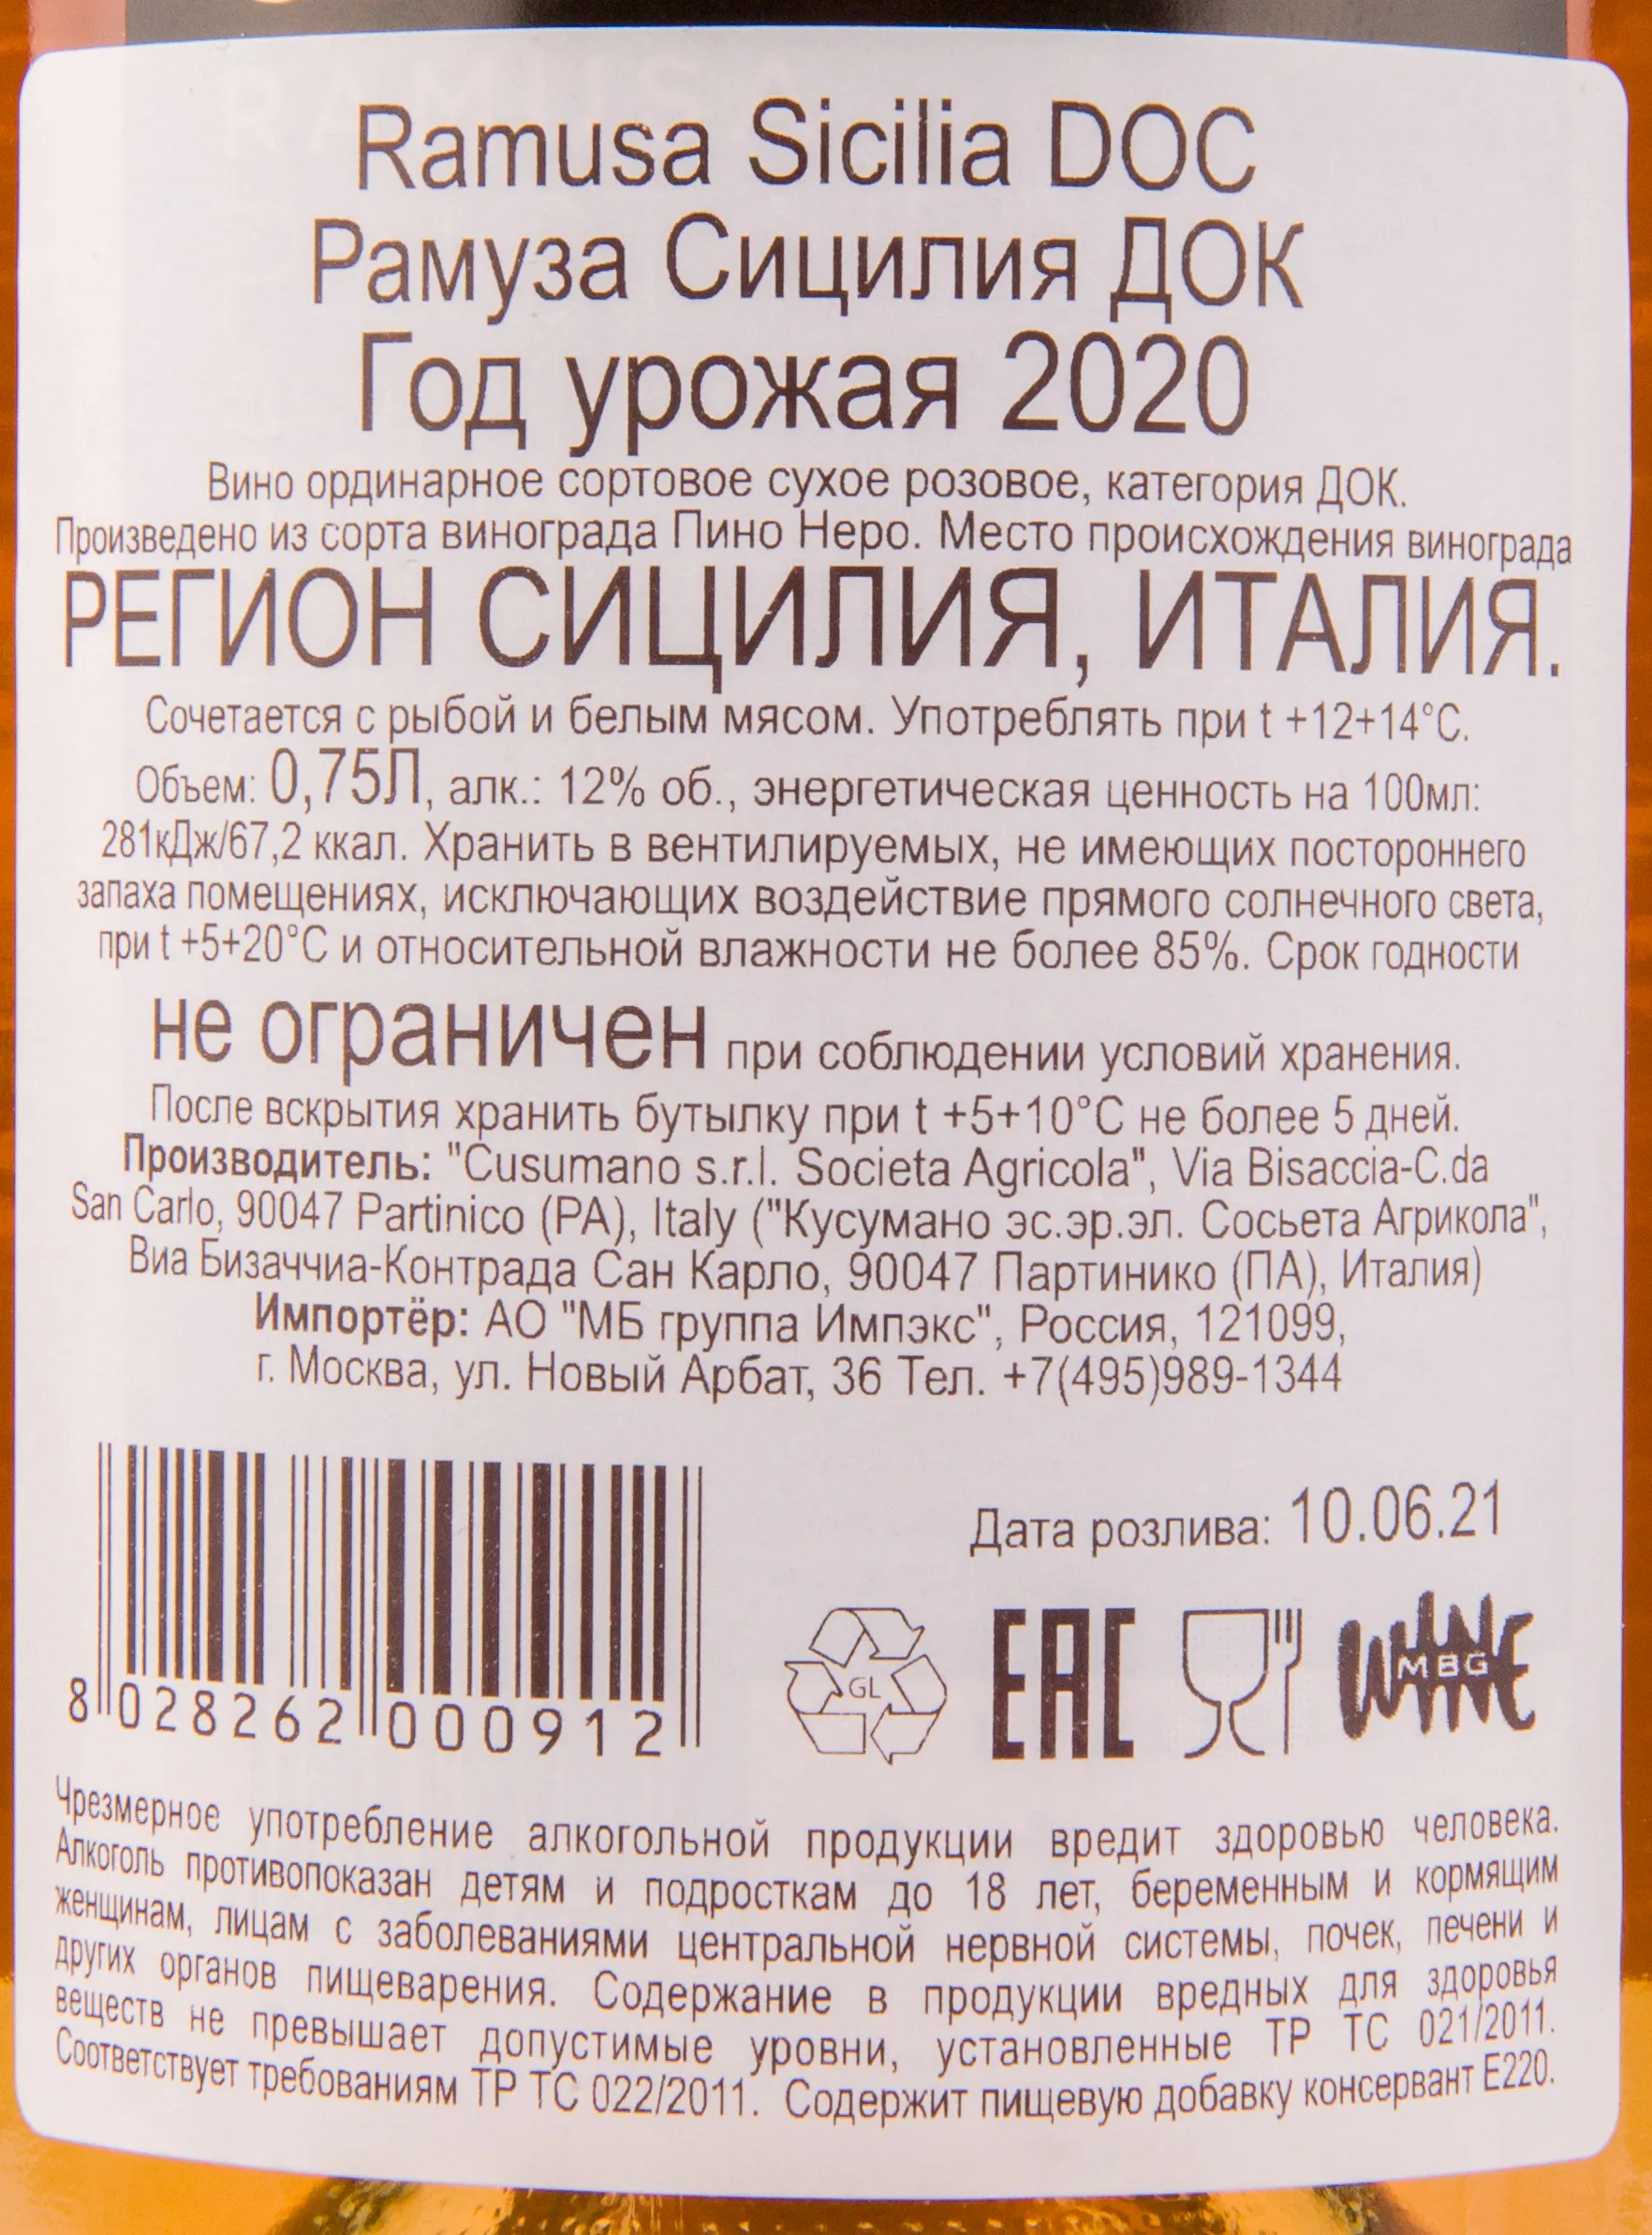 Ramusa Sicilia DOC
Рамуза Сицилия ДОК
Год урожая 2020
Вино ординарное сортовое сухое розовое, категория ДОК.
Произведено из сорта винограда Пино Неро. Место происхождения винограда
РЕГИОН СИЦИЛИЯ, ИТАЛИЯ.
Сочетается с рыбой и белым мясом. Употреблять при t +12+14°C.
Объем: 0,75Л, алк.: 12% об., энергетическая ценность на 100мл:
281кДж/67,2 ккал. Хранить в вентилируемых, не имеющих постороннего
запаха помещениях, исключающих воздействие прямого солнечного света,
при t +5+20°C и относительной влажности не более 85%. Срок годности
не ограничен при соблюдении условий хранения.
После вскрытия хранить бутылку при t +5+10°C не более 5 дней.
Производитель: "Cusumano s.r.l. Societa Agricola", Via Bisaccia-C.da
San Carlo, 90047 Partinico (PA), Italy ("Кусумано эс.эр.эл. Сосьета Агрикола",
Виа Бизаччиа-Контрада Сан Карло, 90047 Партинико (ПА), Италия)
Импортёр: АО "МБ группа Импэкс", Россия, 121099,
г. Москва, ул. Новый Арбат, 36 Тел. +7(495)989-1344
Дата розлива: 10.06.21
8 028262 000912
GL EAC WINE MBG
Чрезмерное употребление алкогольной продукции вредит здоровью человека.
Алкоголь противопоказан детям и подросткам до 18 лет, беременным и кормящим
женщинам, лицам с заболеваниями центральной нервной системы, почек, печени и
других органов пищеварения. Содержание в продукции вредных для здоровья
веществ не превышает допустимые уровни, установленные ТР ТС 021/2011.
Соответствует требованиям ТР ТС 022/2011. Содержит пищевую добавку консервант Е220.